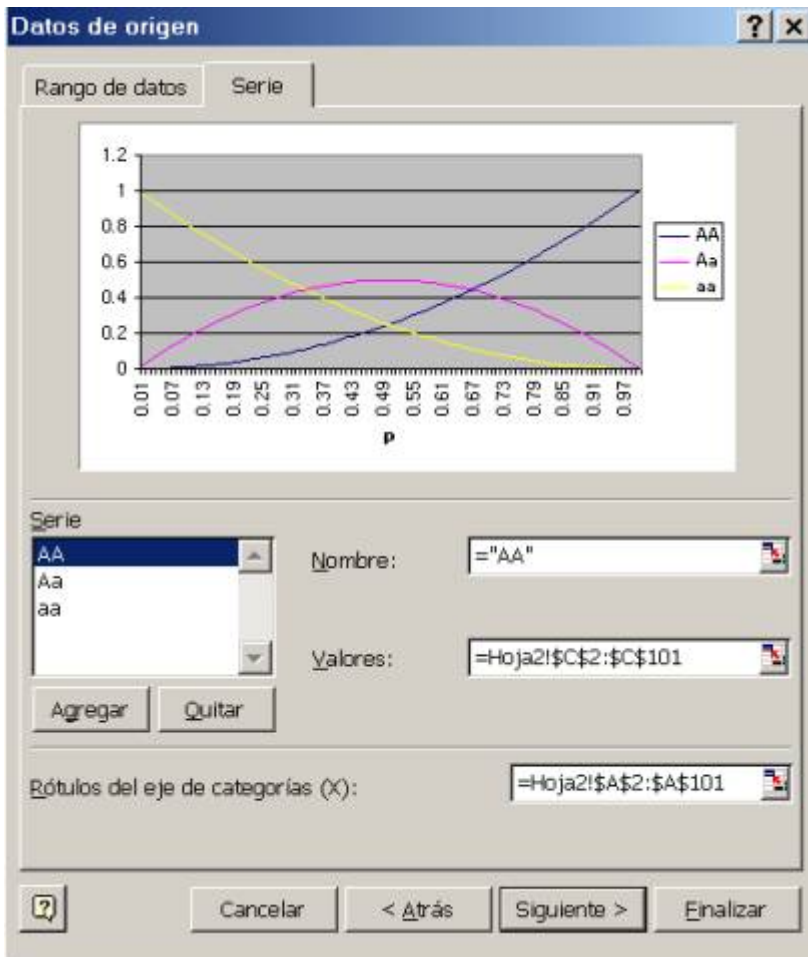 Datos de origen
Rango de datos Serie
1.2
1
0.8
0.6
0.4
0.2
0
0.01 0.07 0.13 0.19 0.25 0.31 0.37 0.43 0.49 0.55 0.61 0.67 0.73 0.79 0.85 0.91 0.97
p
AA
Aa
aa
Serie
AA
Aa
aa
Nombre: ="AA"
Valores: =Hoja2!$C$2:$C$101
Agregar Quitar
Rótulos del eje de categorías (X): =Hoja2!$A$2:$A$101
Cancelar < Atrás Siguiente > Finalizar